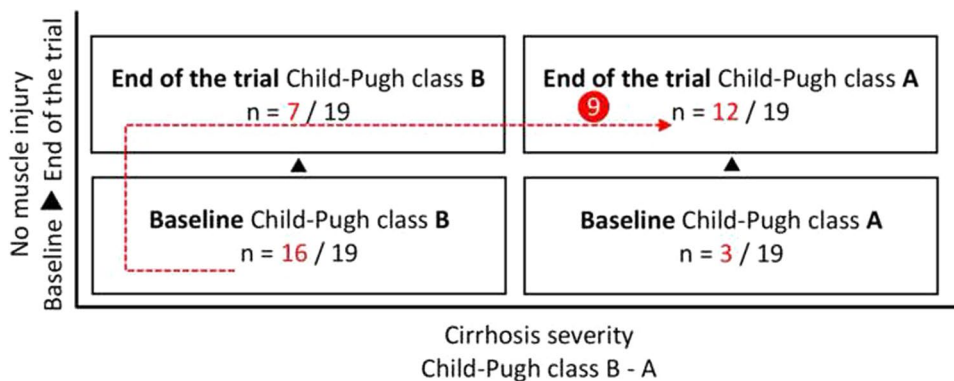 No muscle injury
Baseline ▲ End of the trial
End of the trial Child-Pugh class B
n = 7 / 19
End of the trial Child-Pugh class A
9
n = 12 / 19
Baseline Child-Pugh class B
n = 16 / 19
Baseline Child-Pugh class A
n = 3 / 19
Cirrhosis severity
Child-Pugh class B - A